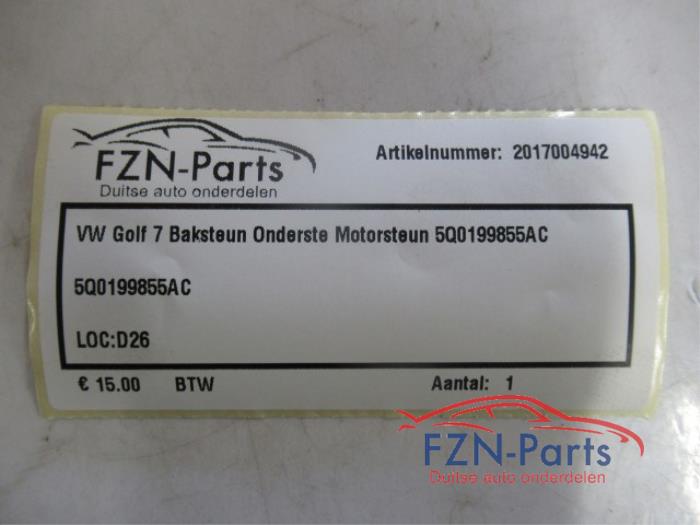 FZN-Parts
Duitse auto onderdelen
Artikelnummer: 2017004942
VW Golf 7 Baksteun Onderste Motorsteun 5Q0199855AC
5Q0199855AC
LOC:D26
€ 15.00 BTW Aantal: 1
FZN-Parts
Duitse auto onderdelen